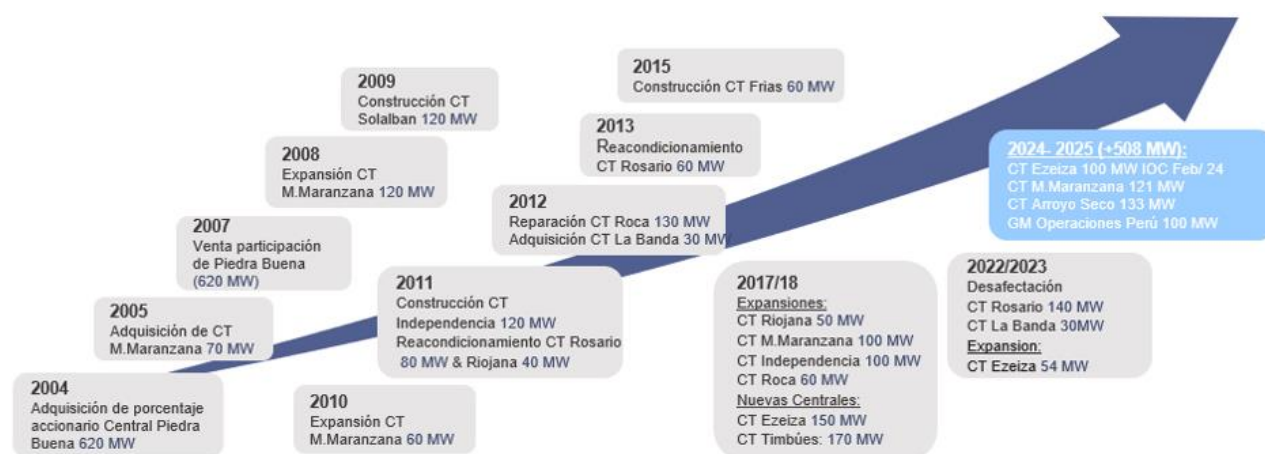 2004
Adquisición de porcentaje
accionario Central Piedra
Buena 620 MW
2005
Adquisición de CT
M.Maranzana 70 MW
2007
Venta participación
de Piedra Buena
(620 MW)
2008
Expansión CT
M.Maranzana 120 MW
2009
Construcción CT
Solalban 120 MW
2010
Expansión CT
M.Maranzana 60 MW
2011
Construcción CT
Independencia 120 MW
Reacondicionamiento CT Rosario
80 MW & Riojana 40 MW
2012
Reparación CT Roca 130 MW
Adquisición CT La Banda 30 MW
2013
Reacondicionamiento
CT Rosario 60 MW
2015
Construcción CT Frias 60 MW
2017/18
Expansiones:
CT Riojana 50 MW
CT M.Maranzana 100 MW
CT Independencia 100 MW
CT Roca 60 MW
Nuevas Centrales:
CT Ezeiza 150 MW
CT Timbúes: 170 MW
2022/2023
Desafectación
CT Rosario 140 MW
CT La Banda 30MW
Expansion:
CT Ezeiza 54 MW
2024- 2025 (+508 MW):
CT Ezeiza 100 MW IOC Feb/ 24
CT M.Maranzana 121 MW
CT Arroyo Seco 133 MW
GM Operaciones Perú 100 MW